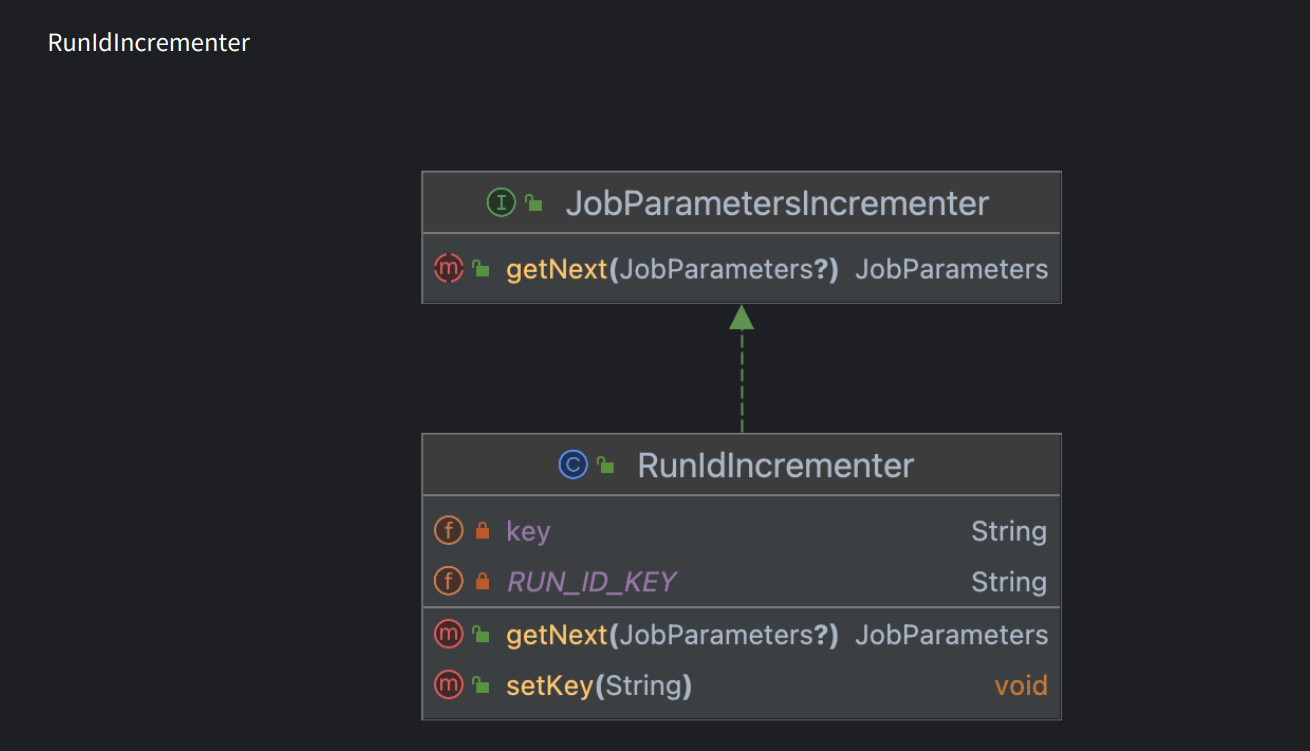 RunIdIncrementer
I JobParametersIncrementer
m getNext(JobParameters?) JobParameters
C RunIdIncrementer
f key String
f RUN_ID_KEY String
m getNext(JobParameters?) JobParameters
m setKey(String) void